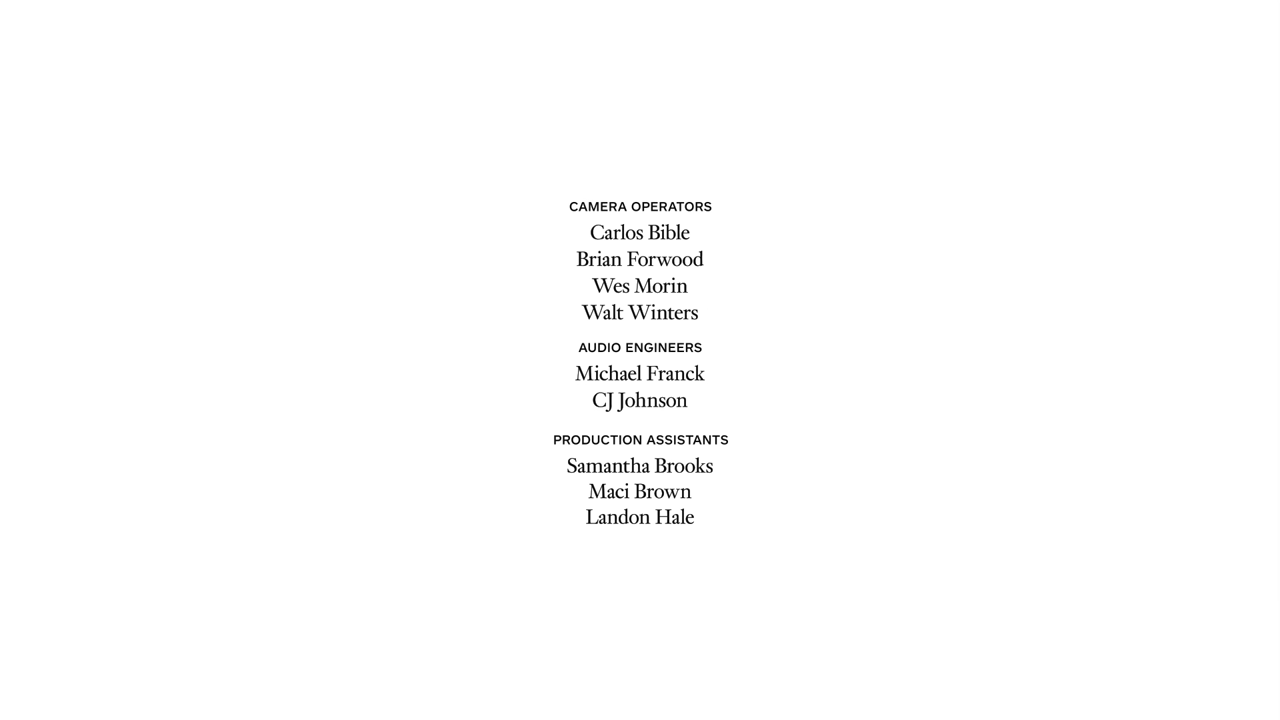 CAMERA OPERATORS
Carlos Bible
Brian Forwood
Wes Morin
Walt Winters
AUDIO ENGINEERS
Michael Franck
CJ Johnson
PRODUCTION ASSISTANTS
Samantha Brooks
Maci Brown
Landon Hale